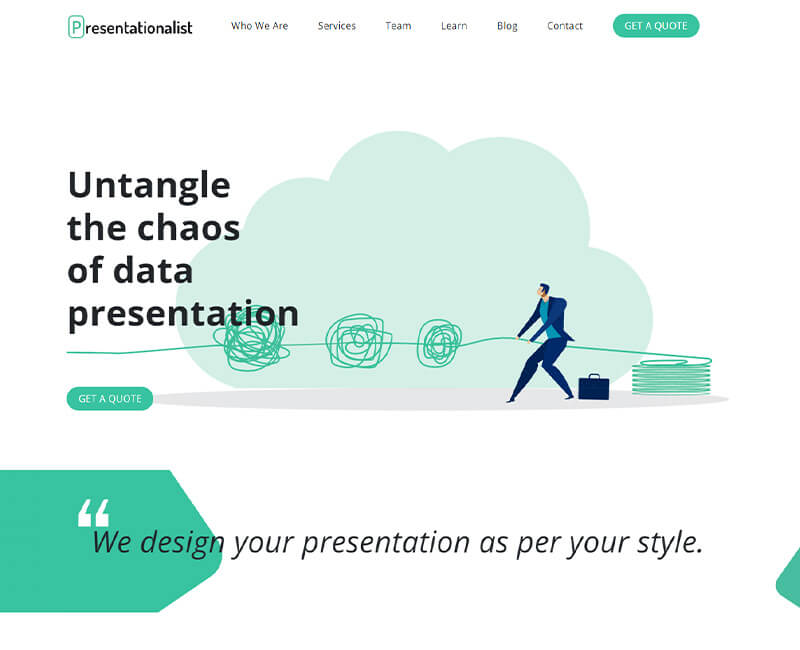 Presentationalist
Who We Are
Services
Team
Learn
Blog
Contact
GET A QUOTE
Untangle
the chaos
of data
presentation
GET A QUOTE
“
We design your presentation as per your style.